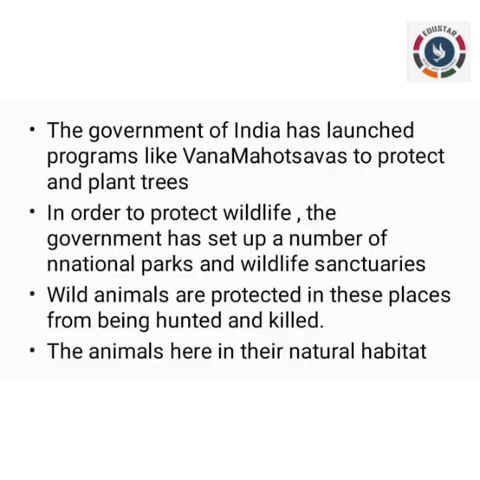 EDUSTAR
• The government of India has launched
programs like VanaMahotsavas to protect
and plant trees
• In order to protect wildlife , the
government has set up a number of
nnational parks and wildlife sanctuaries
• Wild animals are protected in these places
from being hunted and killed.
• The animals here in their natural habitat